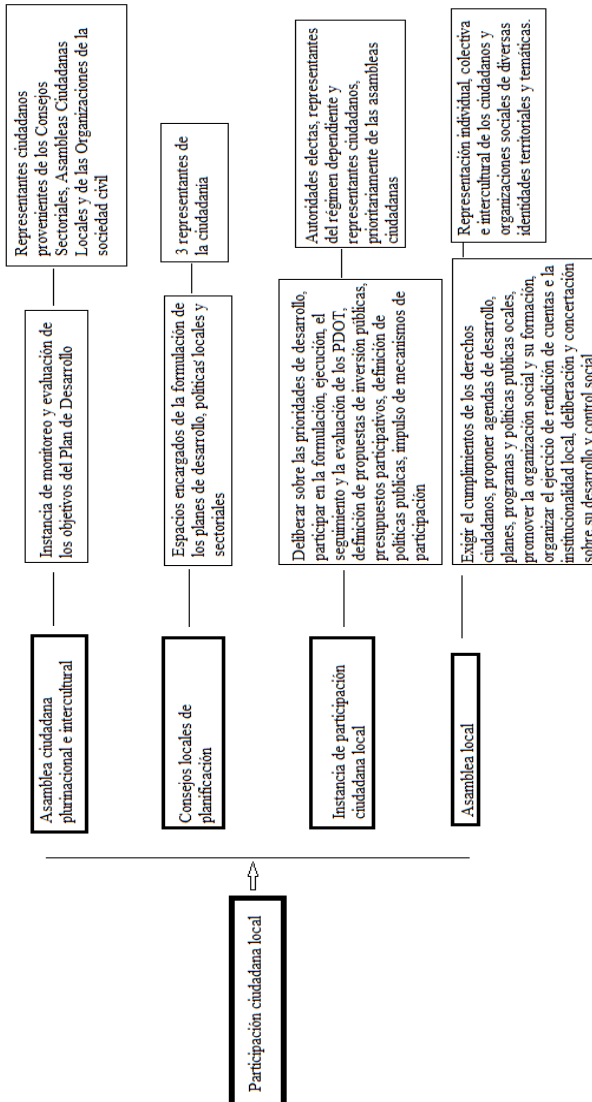 Participación ciudadana local
Asamblea ciudadana
plurinacional e intercultural
Instancia de monitoreo y evaluación de
los objetivos del Plan de Desarrollo
Representantes ciudadanos
provenientes de los Consejos
Sectoriales, Asambleas Ciudadanas
Locales y de las Organizaciones de la
sociedad civil
Consejos locales de
planificación
Espacios encargados de la formulación de
los planes de desarrollo, políticas locales y
sectoriales
3 representantes de
la ciudadania
Instancia de participación
ciudadana local
Deliberar sobre las prioridades de desarrollo,
participar en la formulación, ejecución, el
seguimiento y la evaluación de los PDOT,
definición de propuestas de inversión públicas,
presupuestos participativos, definición de
políticas publicas, impulso de mecanismos de
participación
Autoridades electas, representantes
del régimen dependiente y
representantes ciudadanos,
prioritariamente de las asambleas
ciudadanas
Asamblea local
Exigir el cumplimientos de los derechos
ciudadanos, proponer agendas de desarrollo,
planes, programas y políticas publicas ocales,
promover la organización social y su formación,
organizar el ejercicio de rendición de cuentas e la
institucionalidad local, deliberación y concertación
sobre su desarrollo y control social
Representación individual, colectiva
e intercultural de los ciudadanos y
organizaciones sociales de diversas
identidades territoriales y temáticas.